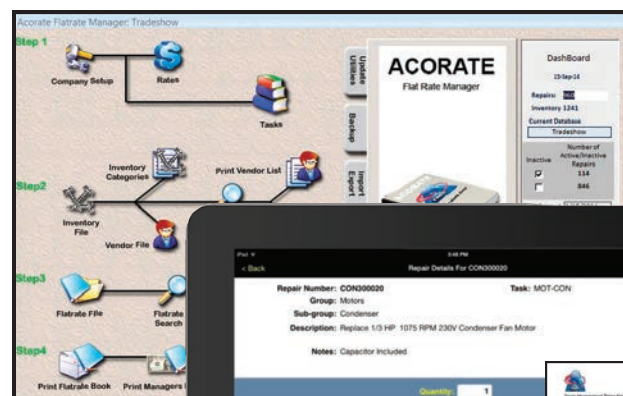 Acorate Flatrate Manager: Tradeshow
Step 1
Company Setup
Rates
Tasks
Update Utilities
Backup
Import Export
ACORATE
Flat Rate Manager
DashBoard
15-Sep-14
Repairs
Inventory 1241
Current Database
Tradeshow
Inactive
Number of Active/Inactive Repairs
114
846
Step2
Inventory Categories
Print Vendor List
Inventory File
Vendor File
Step3
Flatrate File
Flatrate Search
Step4
Print Flatrate Book
Print Managers
iPad
3:48 PM
< Back
Repair Details For CON300020
Repair Number: CON300020
Task: MOT-CON
Group: Motors
Sub-group: Condenser
Description: Replace 1/3 HP 1075 RPM 230V Condenser Fan Motor
Notes: Capacitor Included
Quantity: 1